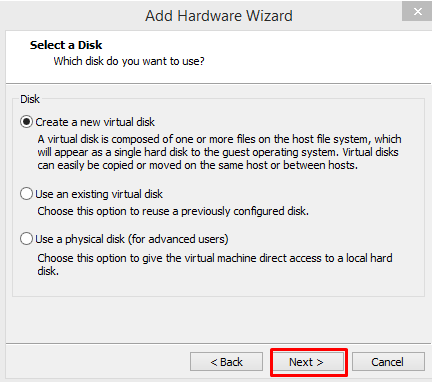 Add Hardware Wizard
Select a Disk
Which disk do you want to use?
Disk
Create a new virtual disk
A virtual disk is composed of one or more files on the host file system, which
will appear as a single hard disk to the guest operating system. Virtual disks
can easily be copied or moved on the same host or between hosts.
Use an existing virtual disk
Choose this option to reuse a previously configured disk.
Use a physical disk (for advanced users)
Choose this option to give the virtual machine direct access to a local hard
disk.
< Back Next > Cancel